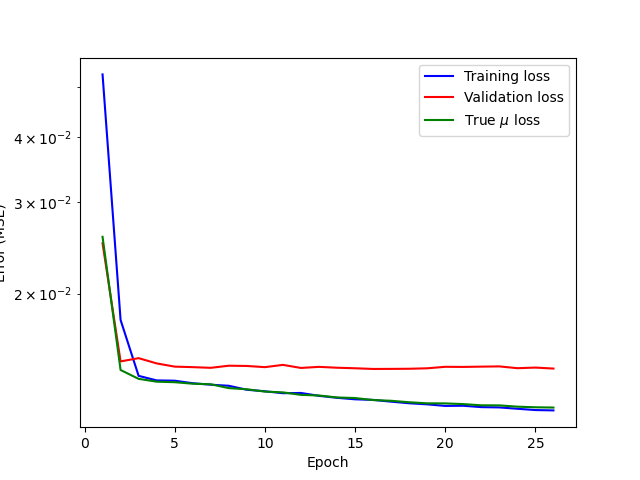 Training loss
Validation loss
True μ loss
4 × 10⁻²
3 × 10⁻²
2 × 10⁻²
Error (MSE)
0 5 10 15 20 25
Epoch